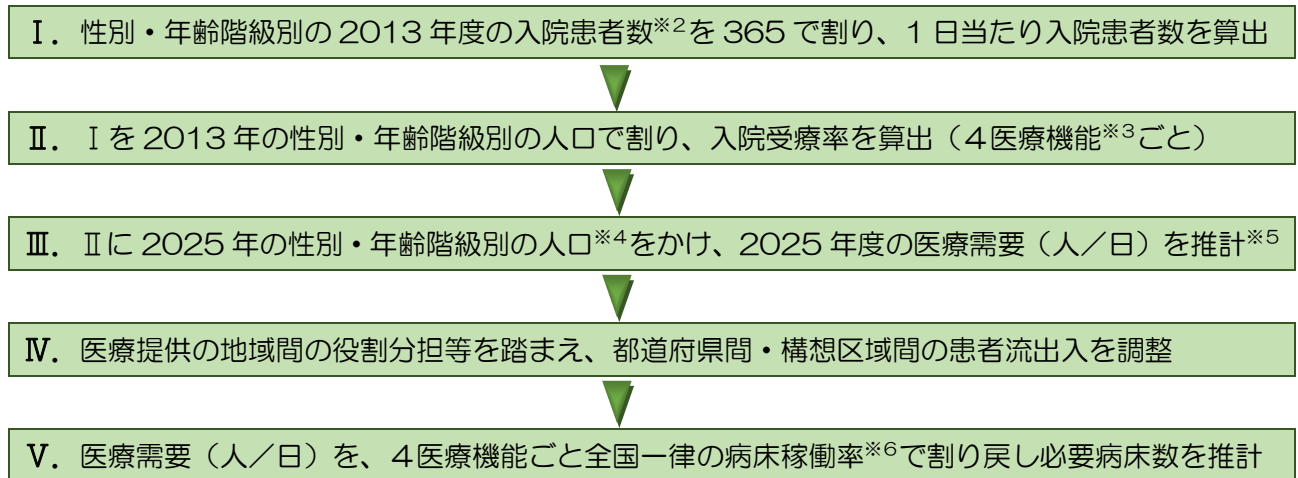 Ⅰ．性別・年齢階級別の2013年度の入院患者数※2を365で割り、1日当たり入院患者数を算出
Ⅱ．Ⅰを2013年の性別・年齢階級別の人口で割り、入院受療率を算出（4医療機能※3ごと）
Ⅲ．Ⅱに2025年の性別・年齢階級別の人口※4をかけ、2025年度の医療需要（人／日）を推計※5
Ⅳ．医療提供の地域間の役割分担等を踏まえ、都道府県間・構想区域間の患者流出入を調整
Ⅴ．医療需要（人／日）を、4医療機能ごと全国一律の病床稼働率※6で割り戻し必要病床数を推計